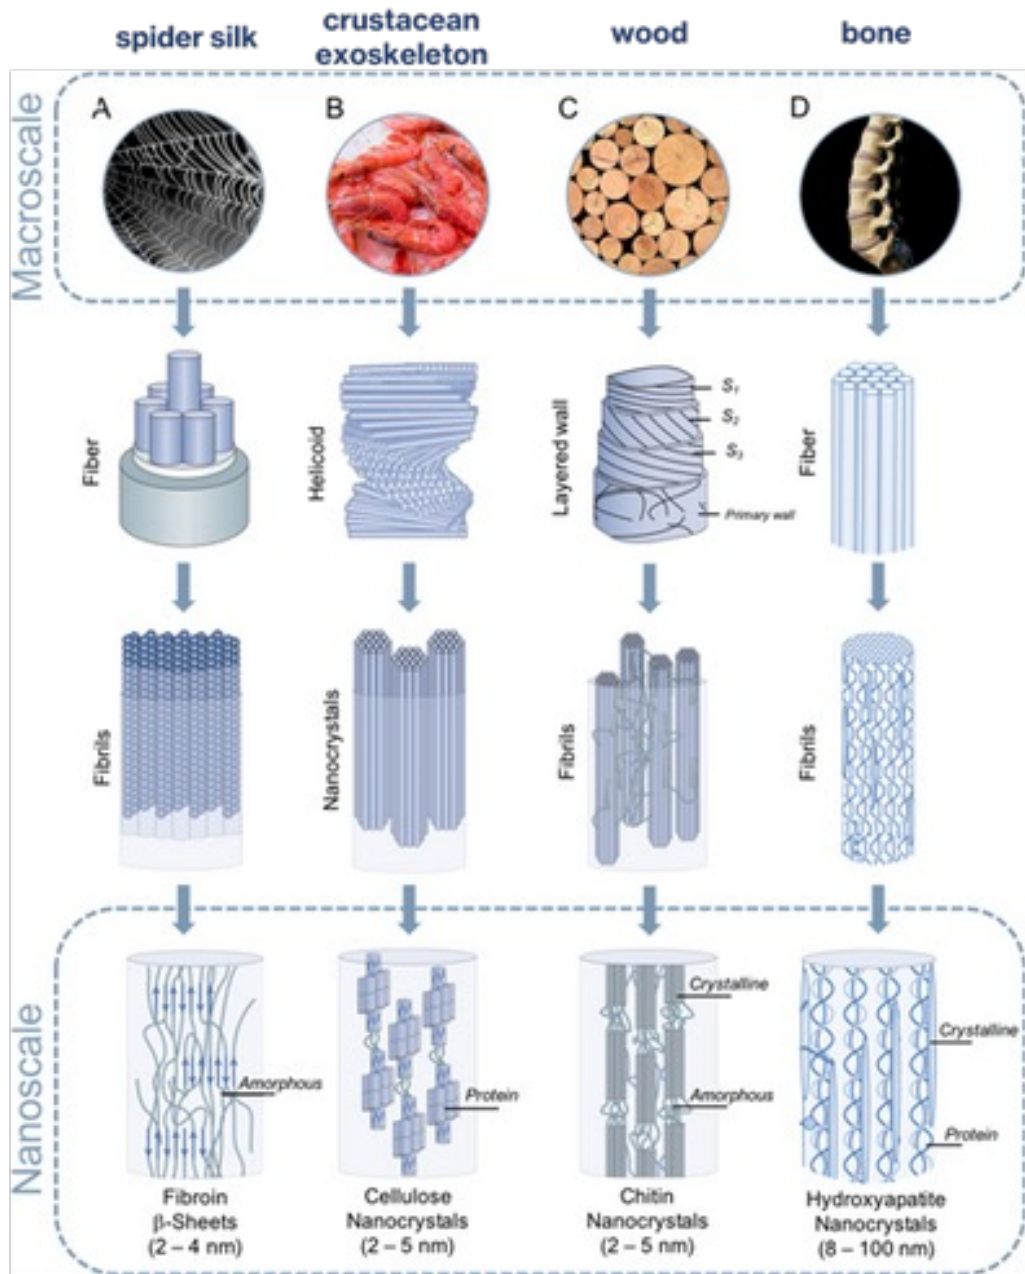 spider silk
crustacean
exoskeleton
wood
bone
Macroscale
A
B
C
D
Fiber
Helicoid
Layered wall
S1
S2
S3
Primary wall
Fiber
Fibrils
Nanocrystals
Fibrils
Fibrils
Nanoscale
Amorphous
Protein
Crystalline
Amorphous
Crystalline
Protein
Fibroin
β-Sheets
(2 – 4 nm)
Cellulose
Nanocrystals
(2 – 5 nm)
Chitin
Nanocrystals
(2 – 5 nm)
Hydroxyapatite
Nanocrystals
(8 – 100 nm)